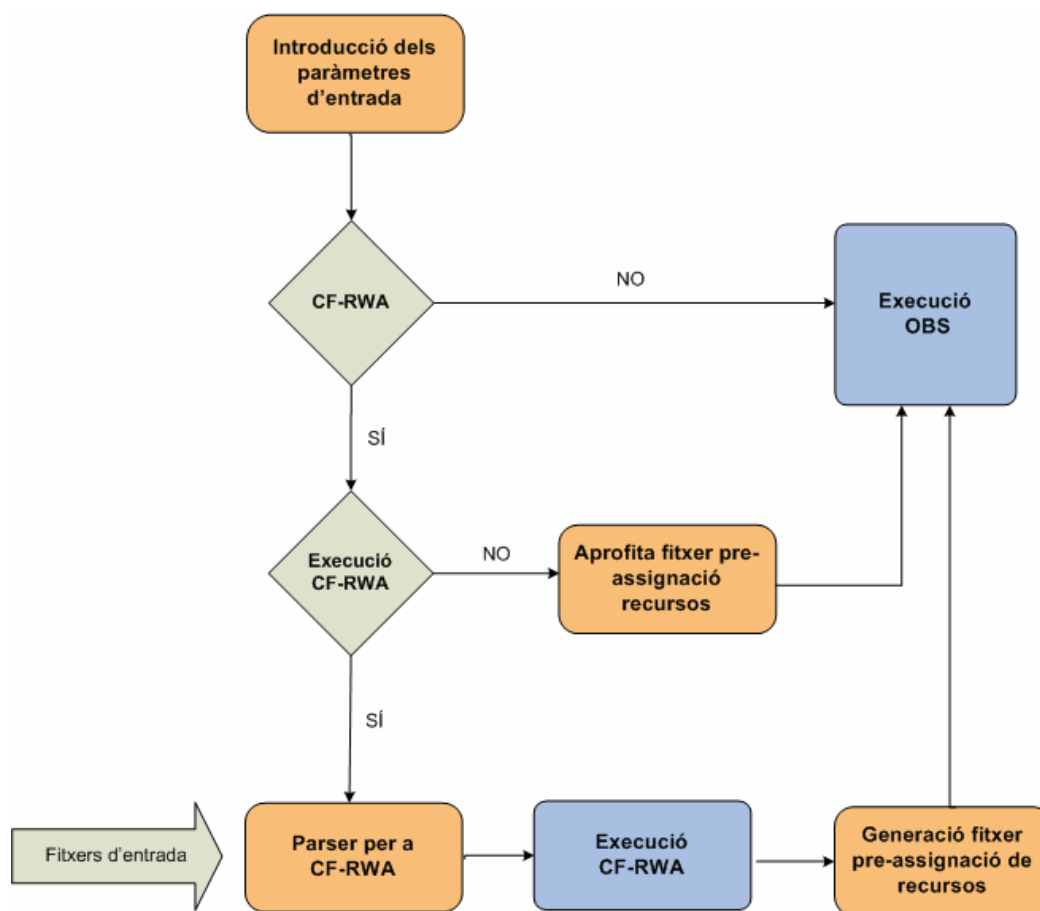 Introducció dels
paràmetres
d'entrada
CF-RWA
NO
Execució
OBS
SÍ
Execució
CF-RWA
NO
Aprofita fitxer pre-
assignació
recursos
SÍ
Fitxers d'entrada
Parser per a
CF-RWA
Execució
CF-RWA
Generació fitxer
pre-assignació de
recursos